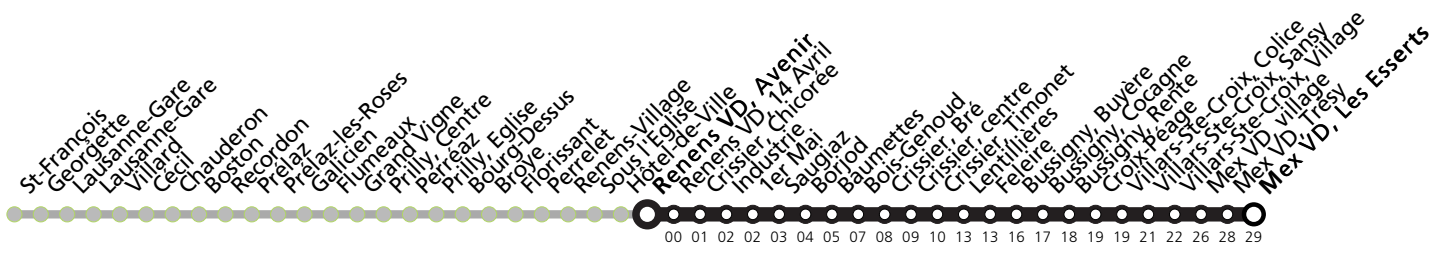 St-François
Georgette
Lausanne-Gare
Lausanne-Gare
Villard
Cecil
Chauderon
Boston
Recordon
Prélaz
Prélaz-les-Roses
Galicien
Flumeaux
Grand Vigne
Prilly, Centre
Perréaz
Prilly, Eglise
Bourg-Dessus
Broye
Florissant
Perrelet
Renens-Village
Sous l'Eglise
Hôtel-de-Ville
Renens VD, Avenir
Renens VD, 14 Avril
Crissier, Chicorée
Industrie
1er Mai
Saugiaz
Borjod
Baumettes
Bois-Genoud
Crissier, Bré
Crissier, centre
Crissier, Timonet
Lentillières
Feleire
Bussigny, Buyère
Bussigny, Cocagne
Bussigny, Rente
Croix-Péage
Villars-Ste-Croix, Colice
Villars-Ste-Croix, Sansy
Villars-Ste-Croix, Village
Mex VD, village
Mex VD, Trésy
Mex VD, Les Esserts
00 01 02 02 03 04 05 07 08 09 10 13 13 16 17 18 19 19 21 22 26 28 29